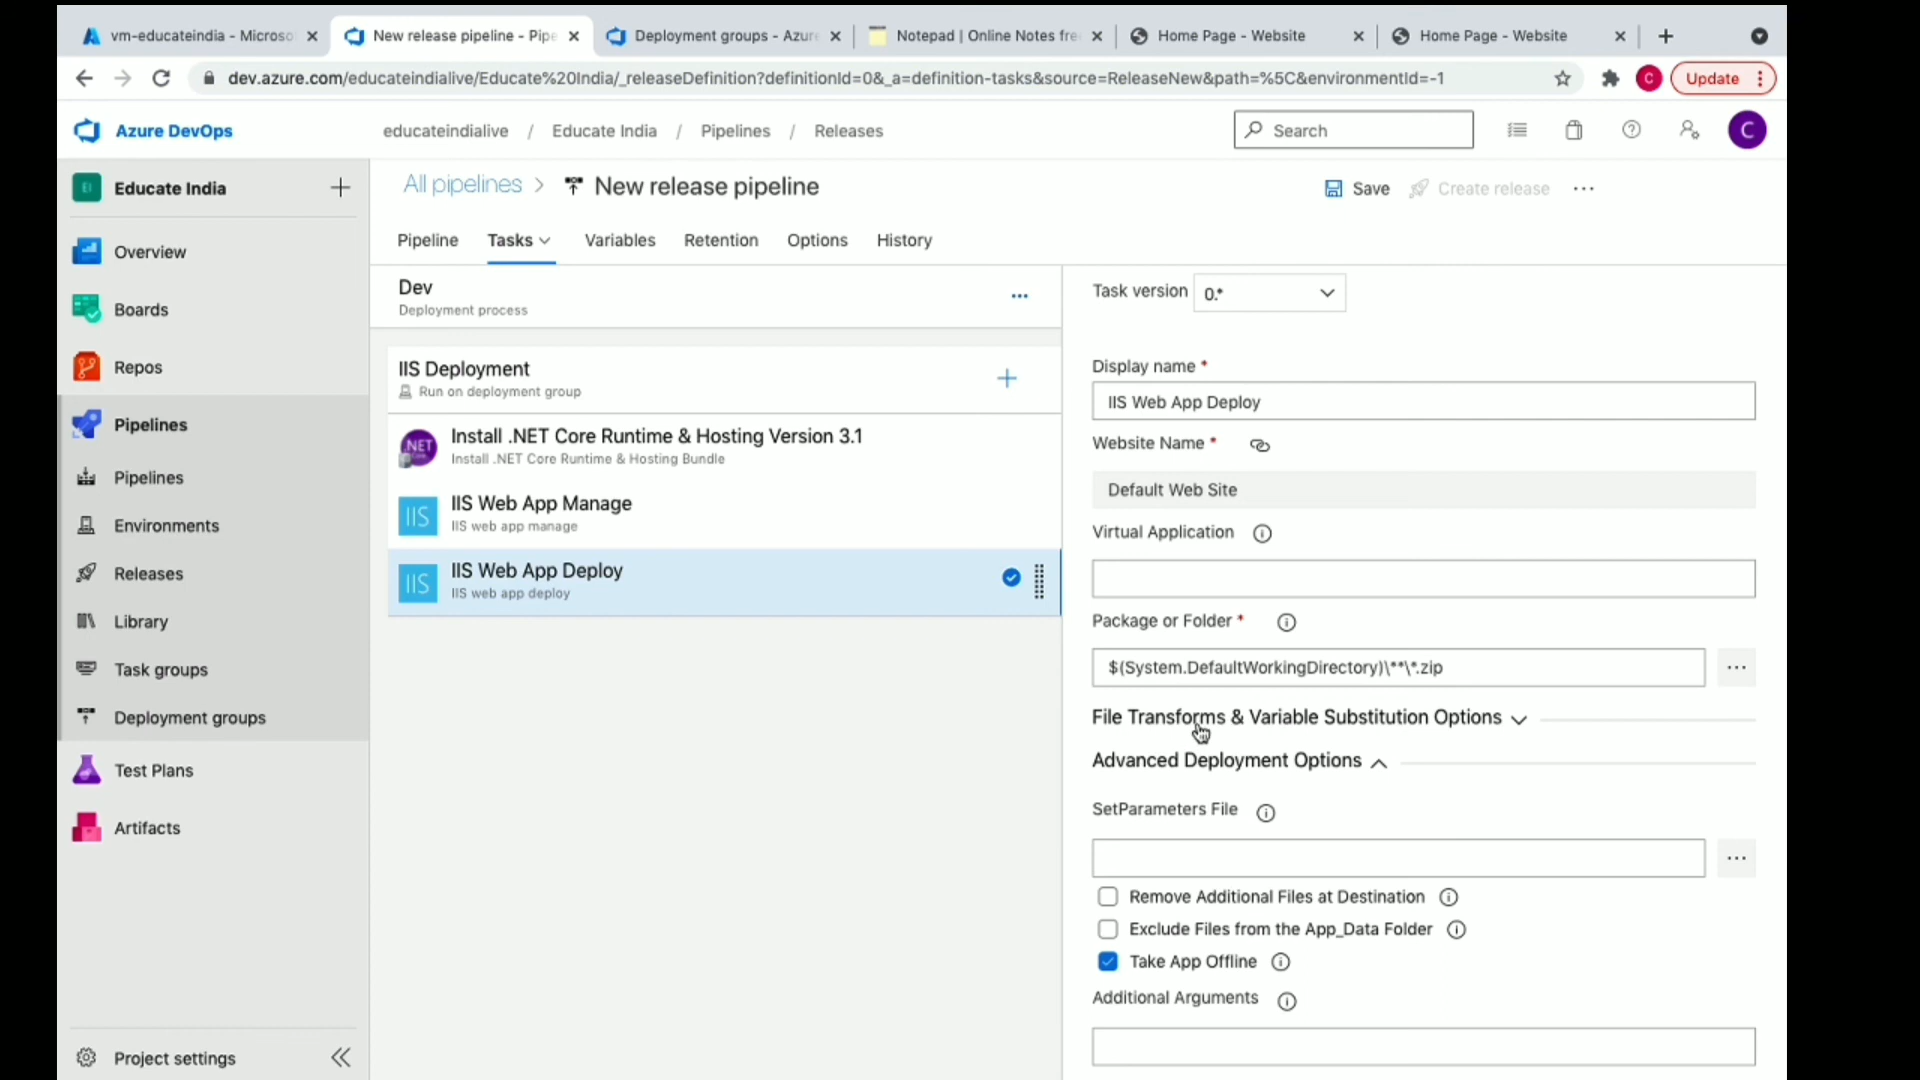 vm-educateindia - Microso
New release pipeline - Pipe
Deployment groups - Azure
Notepad | Online Notes fre
Home Page - Website
Home Page - Website
dev.azure.com/educateindialive/Educate%20India/_releaseDefinition?definitionId=0&_a=definition-tasks&source=ReleaseNew&path=%5C&environmentId=-1
C
Update
Azure DevOps
educateindialive / Educate India / Pipelines / Releases
Search
C
EI
Educate India
All pipelines > New release pipeline
Save
Create release
Overview
Boards
Repos
Pipelines
Pipelines
Environments
Releases
Library
Task groups
Deployment groups
Test Plans
Artifacts
Project settings
Pipeline
Tasks
Variables
Retention
Options
History
Dev
Deployment process
IIS Deployment
Run on deployment group
.NET
Core
Install .NET Core Runtime & Hosting Version 3.1
Install .NET Core Runtime & Hosting Bundle
IIS
IIS Web App Manage
IIS web app manage
IIS
IIS Web App Deploy
IIS web app deploy
Task version
0.*
Display name *
IIS Web App Deploy
Website Name *
Default Web Site
Virtual Application
Package or Folder *
$(System.DefaultWorkingDirectory)\**\*.zip
File Transforms & Variable Substitution Options
Advanced Deployment Options
SetParameters File
Remove Additional Files at Destination
Exclude Files from the App_Data Folder
Take App Offline
Additional Arguments